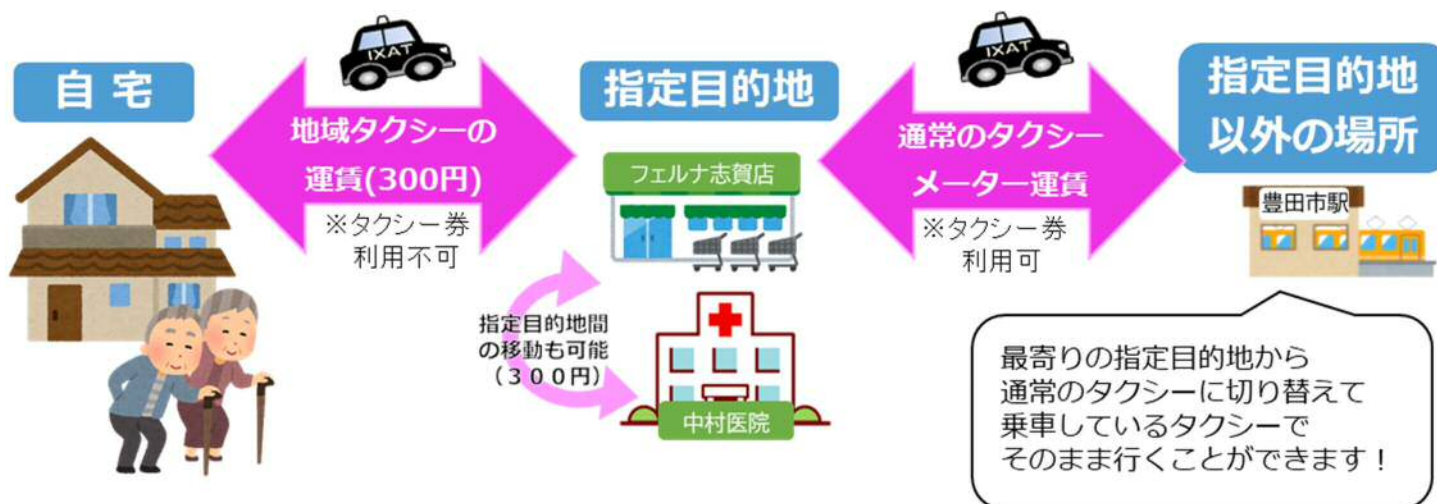 自宅
IXAT
地域タクシーの
運賃(300円)
※タクシー券
利用不可
指定目的地
フェルナ志賀店
指定目的地間
の移動も可能
（３００円）
中村医院
IXAT
通常のタクシー
メーター運賃
※タクシー券
利用可
指定目的地
以外の場所
豊田市駅
最寄りの指定目的地から
通常のタクシーに切り替えて
乗車しているタクシーで
そのまま行くことができます！